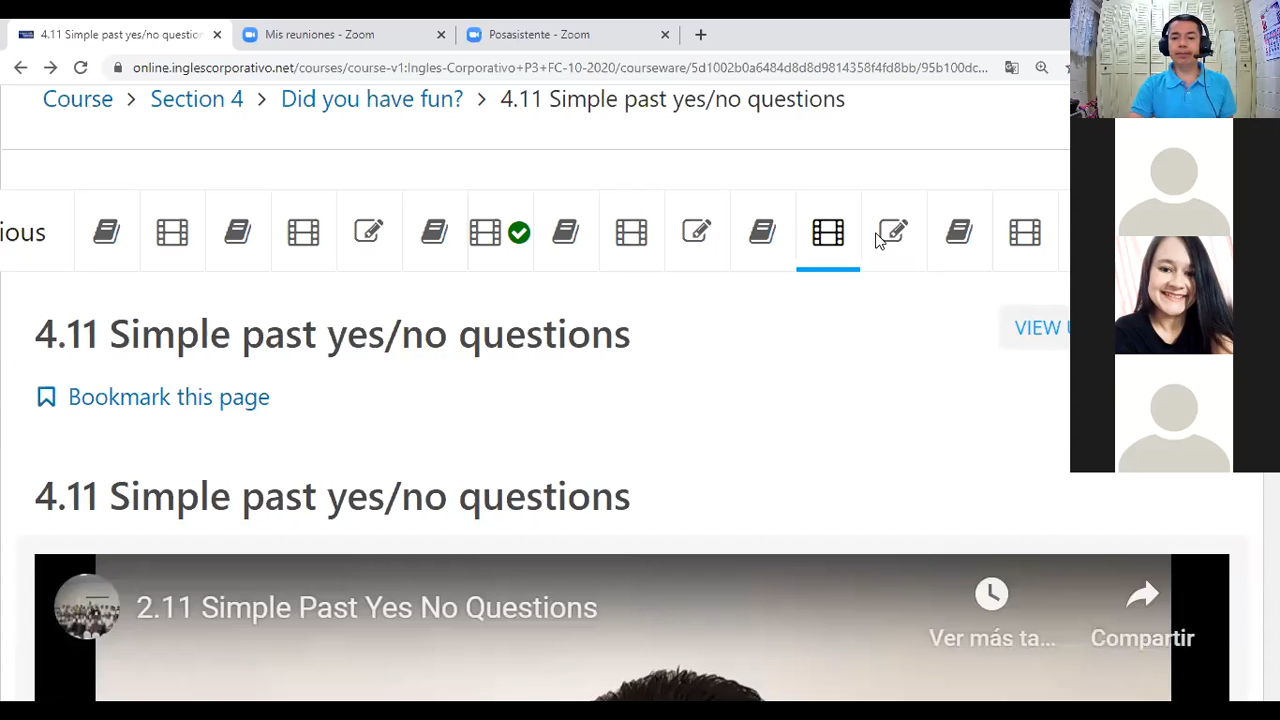 4.11 Simple past yes/no question
Mis reuniones - Zoom
Posasistente - Zoom
online.inglescorporativo.net/courses/course-v1:Ingles-Corporativo+P3+FC-10-2020/courseware/5d1002b0a6484d8d8d9814358f4fd8bb/95b100dc...
Course > Section 4 > Did you have fun? > 4.11 Simple past yes/no questions
ious
4.11 Simple past yes/no questions
VIEW
Bookmark this page
4.11 Simple past yes/no questions
2.11 Simple Past Yes No Questions
Ver más ta...
Compartir